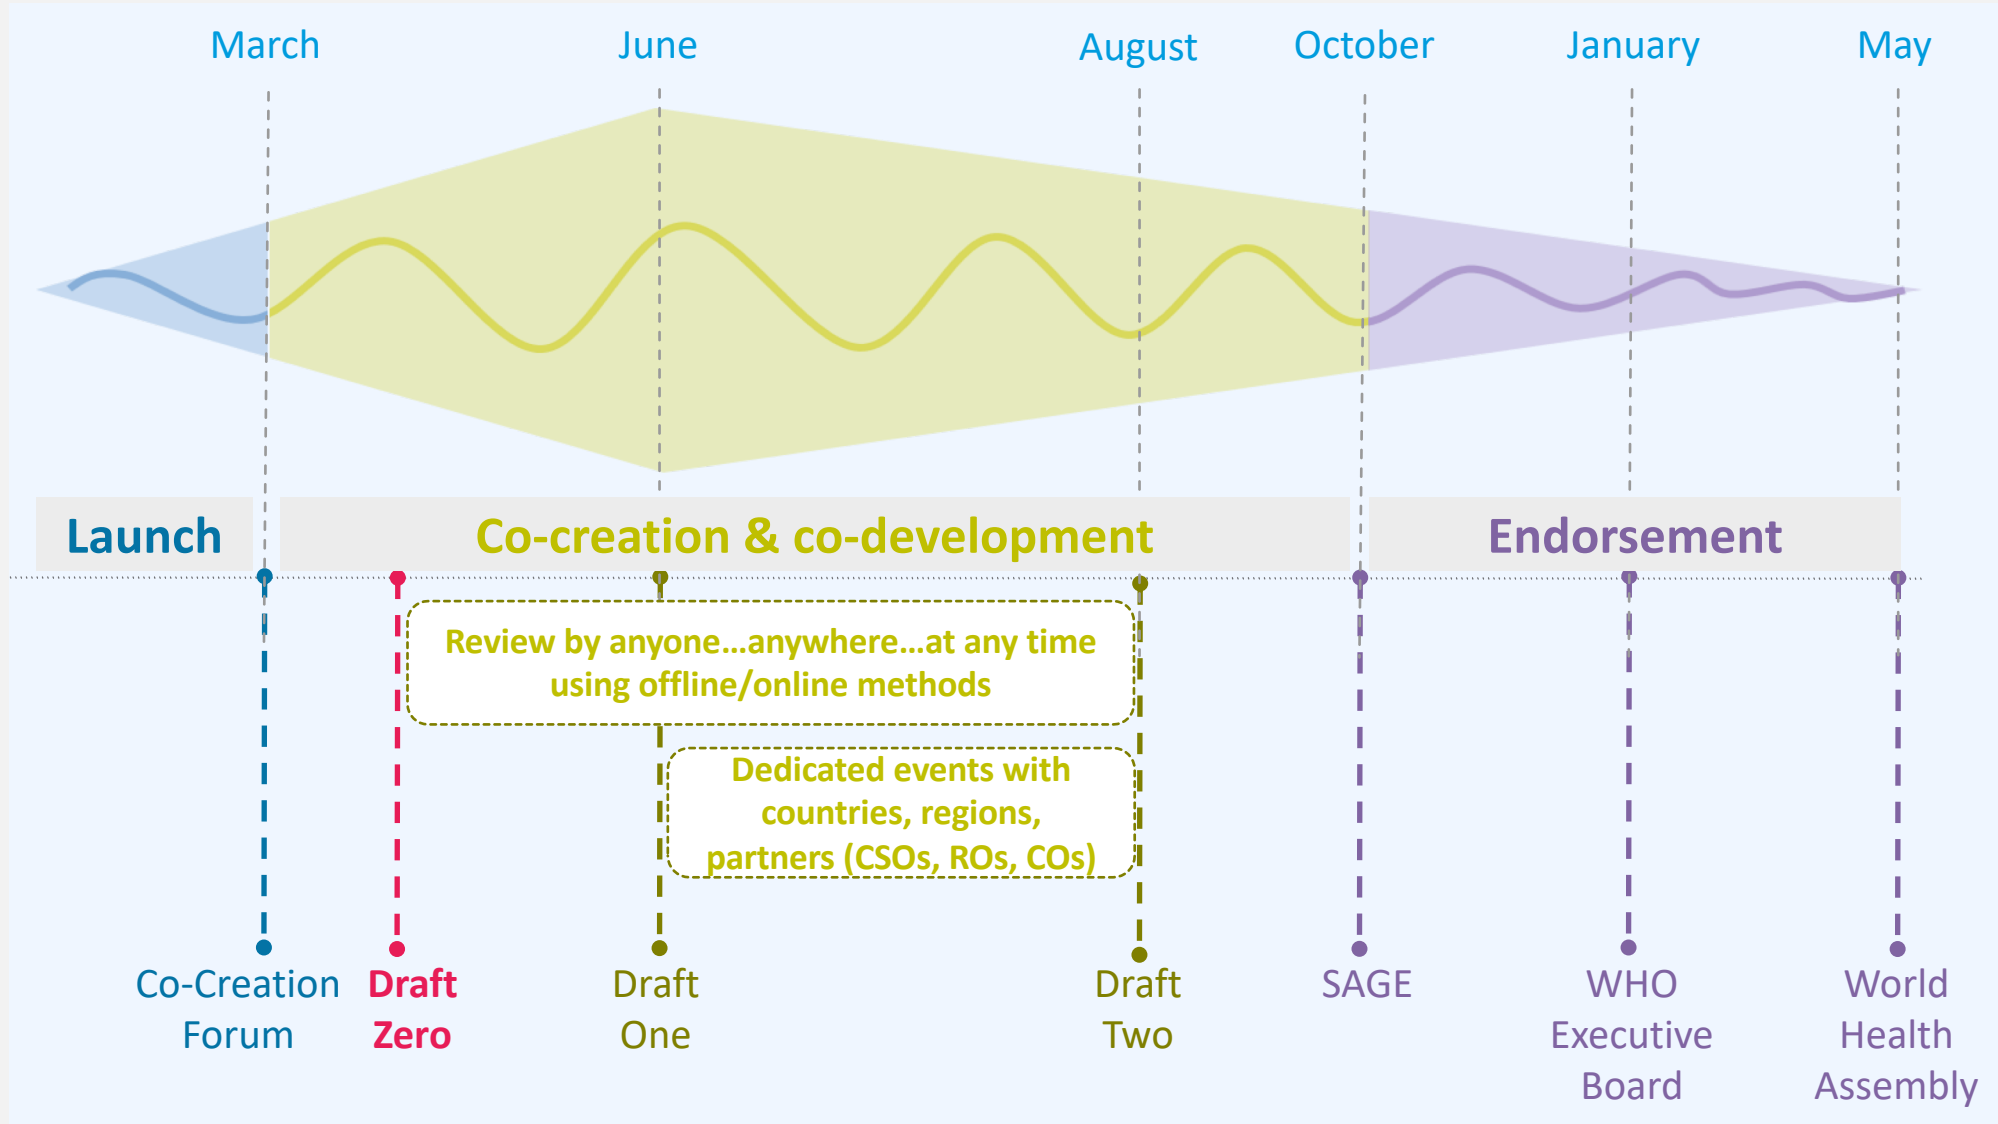 March
June
August
October
January
May
Launch
Co-creation & co-development
Endorsement
Review by anyone...anywhere...at any time
using offline/online methods
Dedicated events with
countries, regions,
partners (CSOs, ROs, COs)
Co-Creation
Forum
Draft
Zero
Draft
One
Draft
Two
SAGE
WHO
Executive
Board
World
Health
Assembly